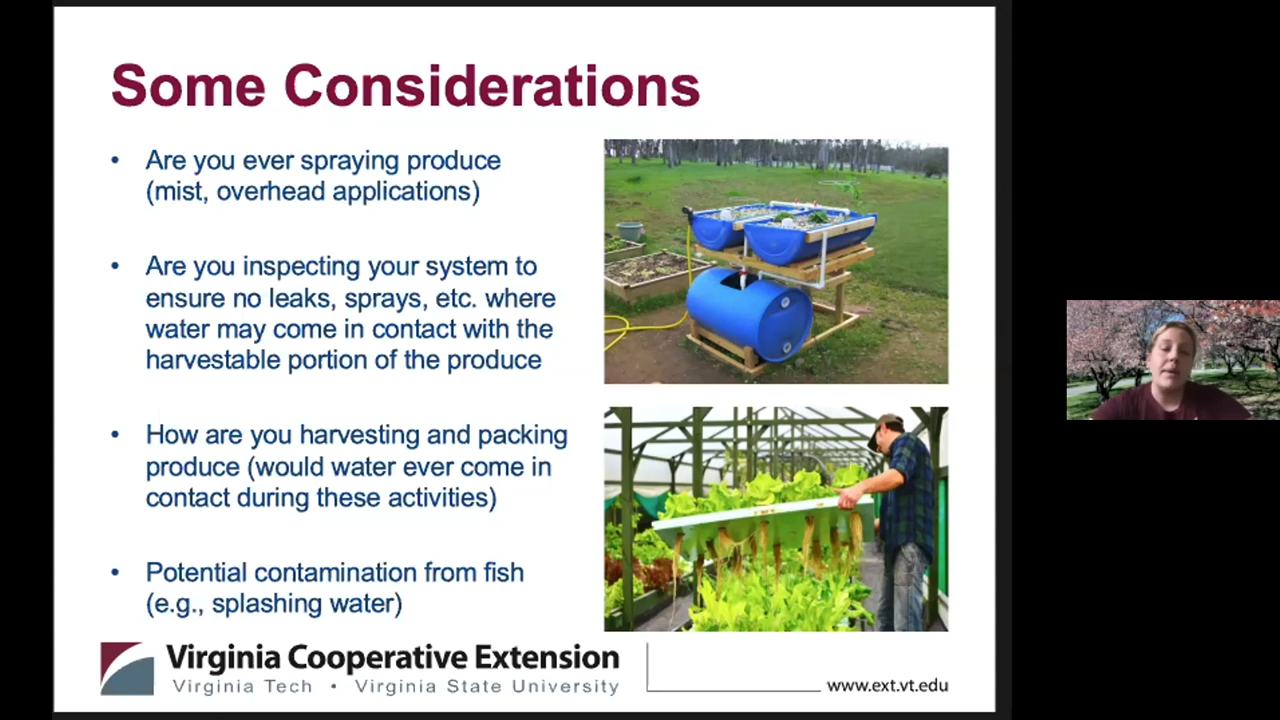 Some Considerations
• Are you ever spraying produce
(mist, overhead applications)
• Are you inspecting your system to
ensure no leaks, sprays, etc. where
water may come in contact with the
harvestable portion of the produce
• How are you harvesting and packing
produce (would water ever come in
contact during these activities)
• Potential contamination from fish
(e.g., splashing water)
Virginia Cooperative Extension
Virginia Tech • Virginia State University
www.ext.vt.edu